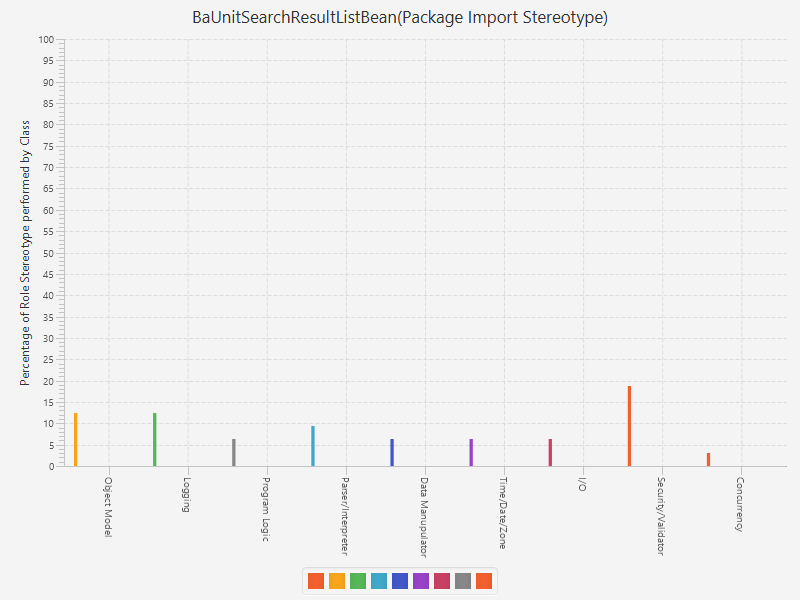 BaUnitSearchResultListBean(Package Import Stereotype)
Percentage of Role Stereotype performed by Class
100
95
90
85
80
75
70
65
60
55
50
45
40
35
30
25
20
15
10
5
0
Object Model
Logging
Program Logic
Parser/Interpreter
Data Manupulator
Time/Date/Zone
I/O
Security/Validator
Concurrency